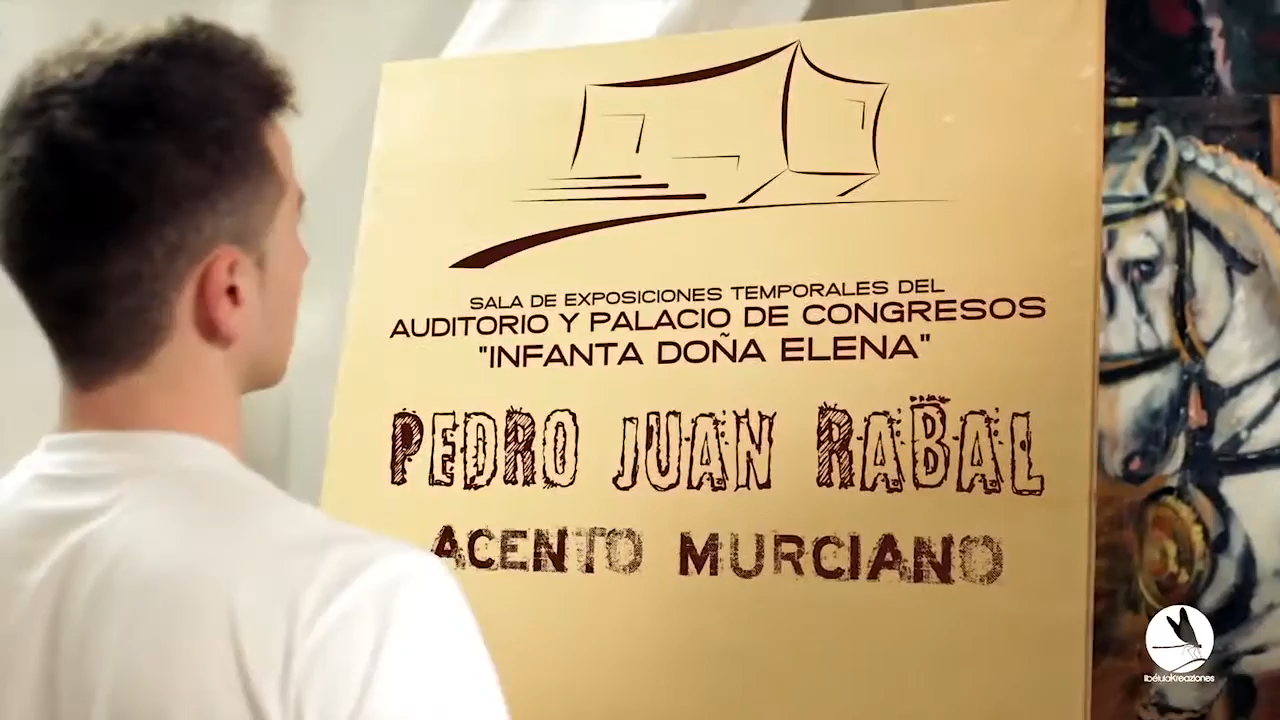 SALA DE EXPOSICIONES TEMPORALES DEL
AUDITORIO Y PALACIO DE CONGRESOS
"INFANTA DOÑA ELENA"
PEDRO JUAN RABAL
ACENTO MURCIANO
libélulaKreaziones